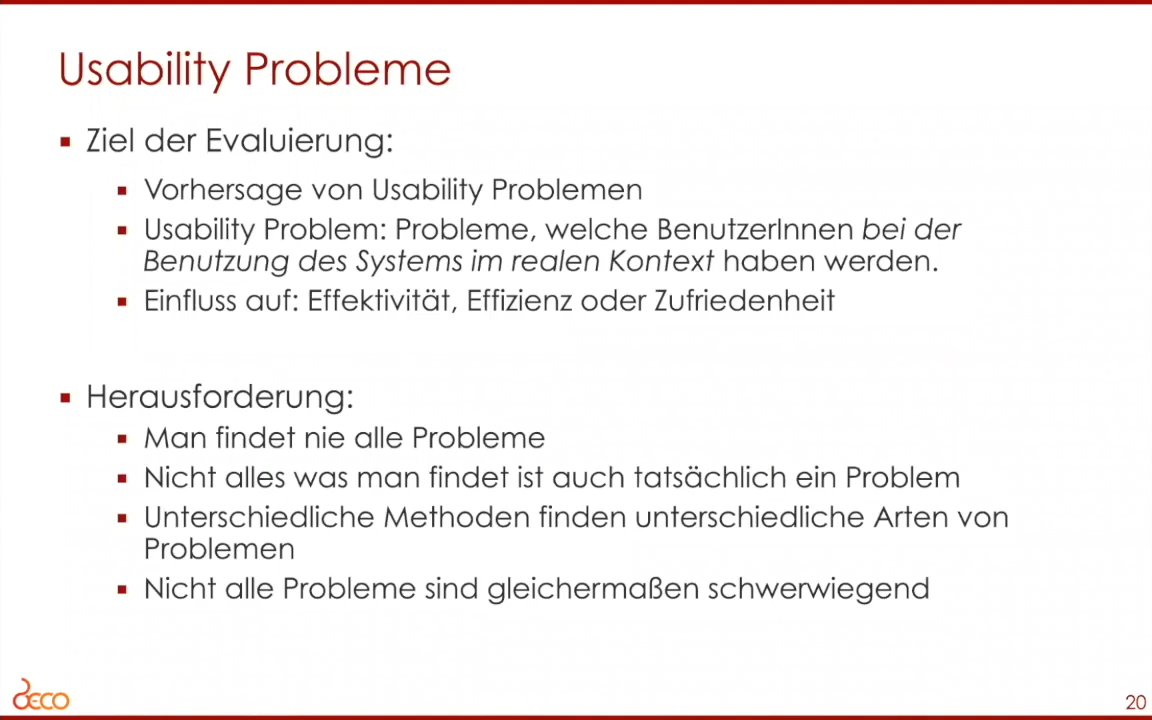 Usability Probleme
Ziel der Evaluierung:
Vorhersage von Usability Problemen
Usability Problem: Probleme, welche BenutzerInnen bei der
Benutzung des Systems im realen Kontext haben werden.
Einfluss auf: Effektivität, Effizienz oder Zufriedenheit
Herausforderung:
Man findet nie alle Probleme
Nicht alles was man findet ist auch tatsächlich ein Problem
Unterschiedliche Methoden finden unterschiedliche Arten von
Problemen
Nicht alle Probleme sind gleichermaßen schwerwiegend
DECO
20